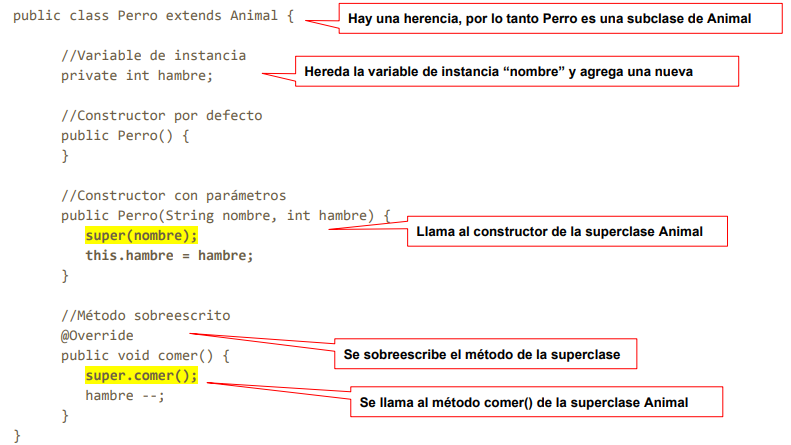 public class Perro extends Animal {
Hay una herencia, por lo tanto Perro es una subclase de Animal
//Variable de instancia
private int hambre;
Hereda la variable de instancia “nombre” y agrega una nueva
//Constructor por defecto
public Perro() {
}
//Constructor con parámetros
public Perro(String nombre, int hambre) {
super(nombre);
Llama al constructor de la superclase Animal
this.hambre = hambre;
}
//Método sobreescrito
@Override
public void comer() {
Se sobreescribe el método de la superclase
super.comer();
hambre --;
Se llama al método comer() de la superclase Animal
}
}